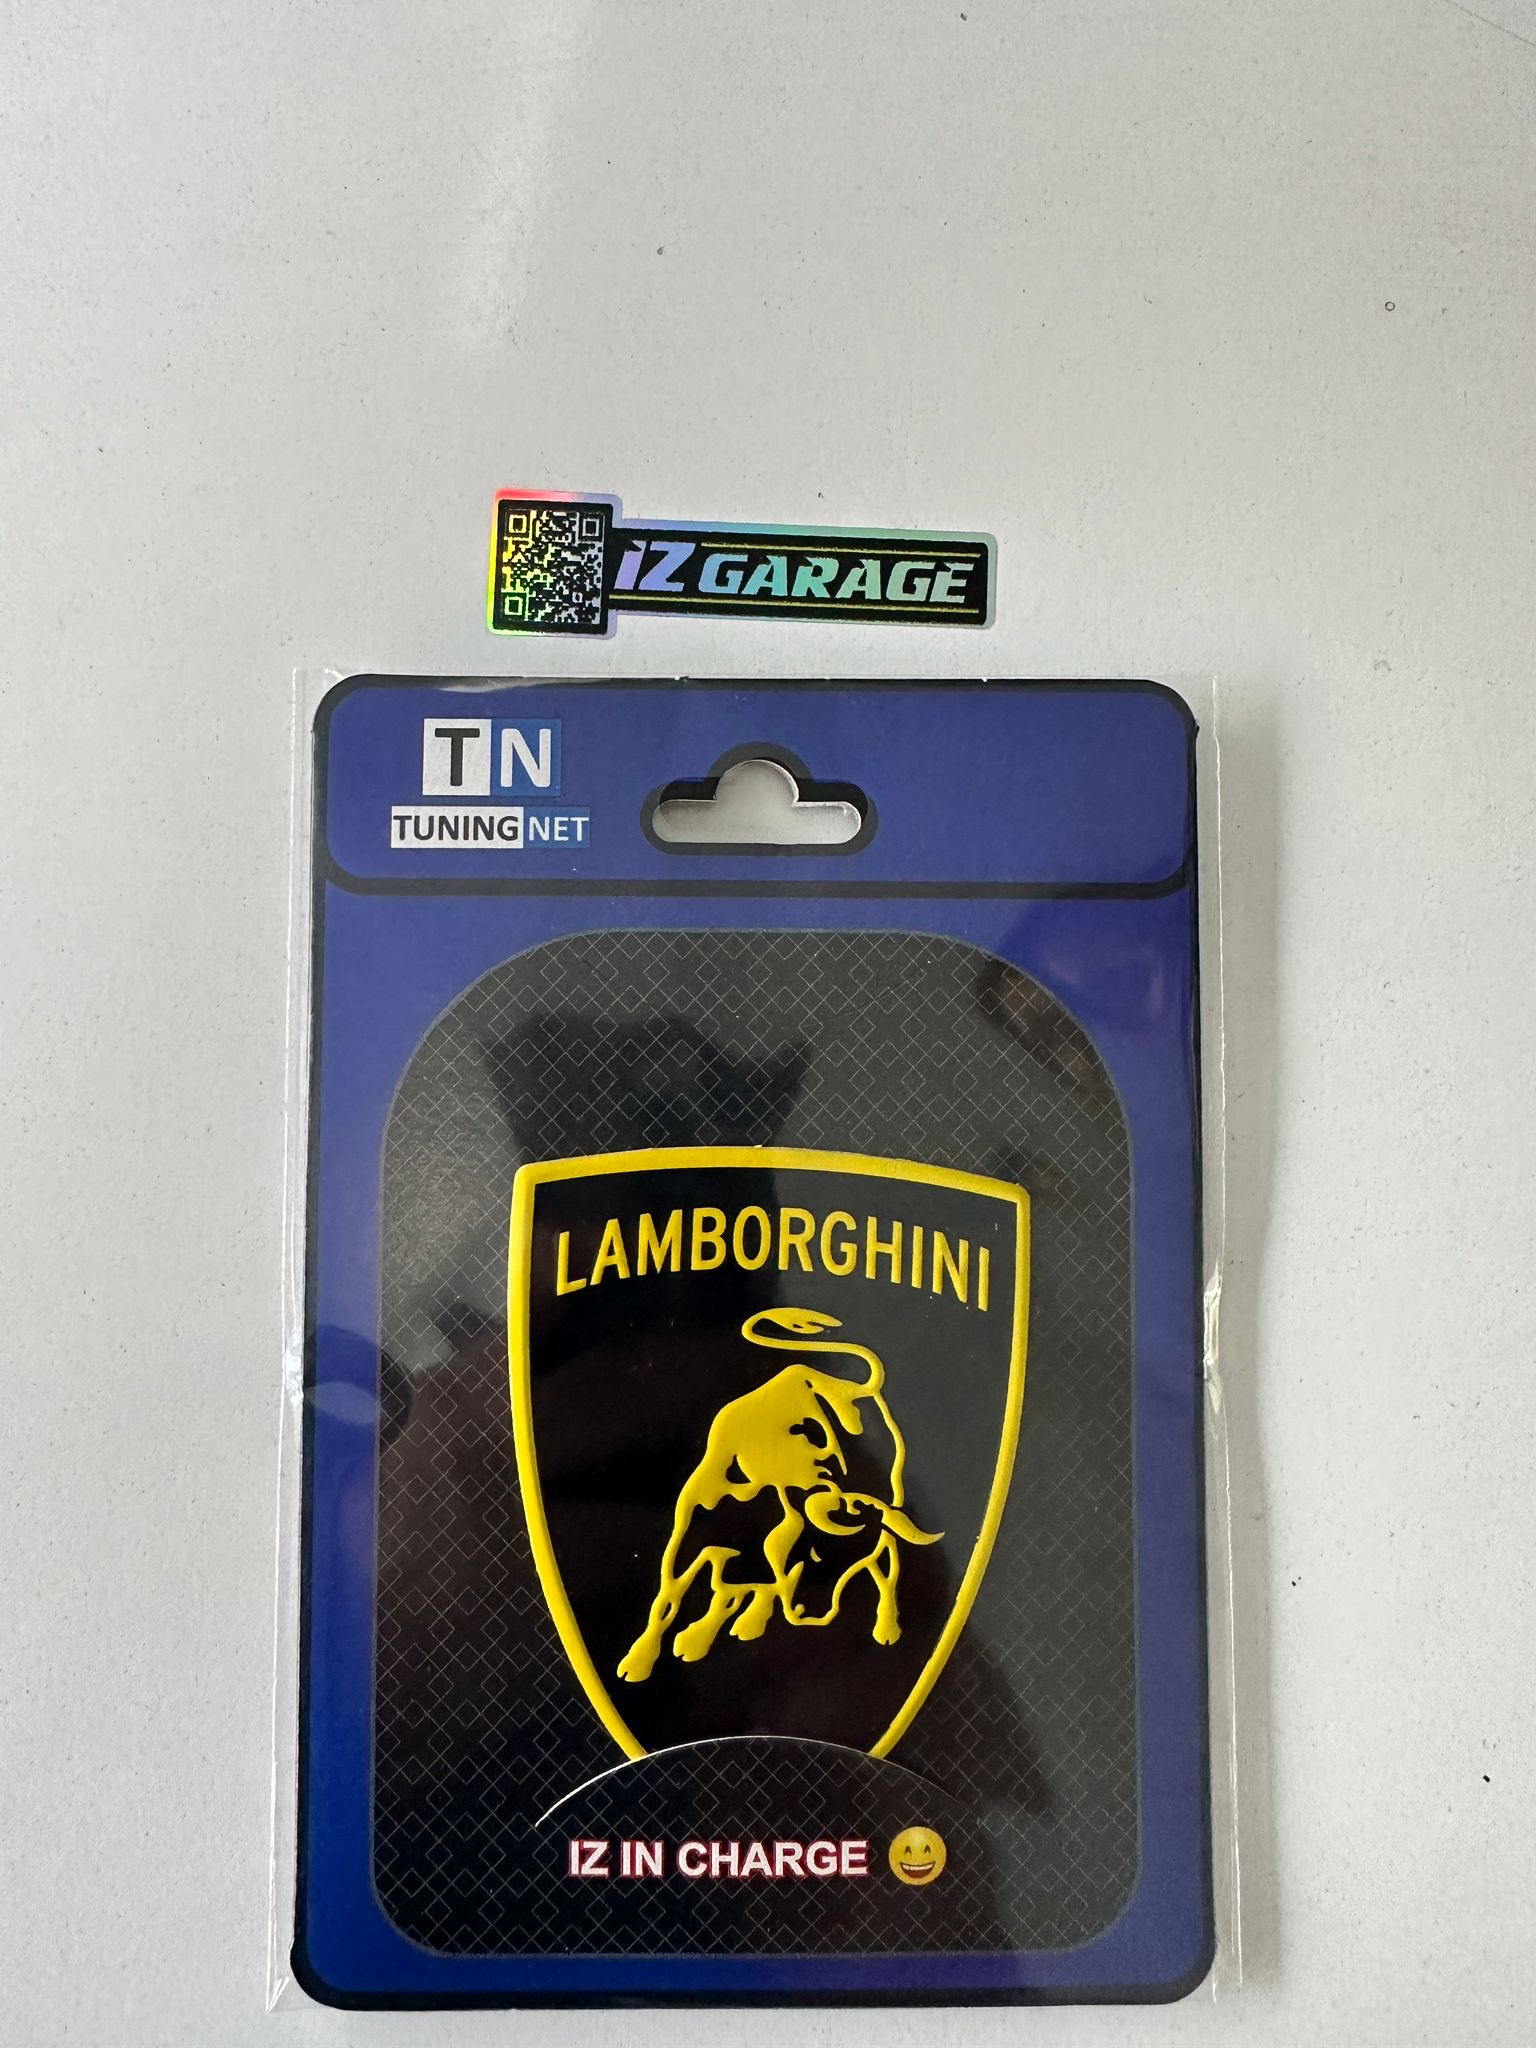 IZ GARAGE
TN
TUNING NET
LAMBORGHINI
IZ IN CHARGE 😄